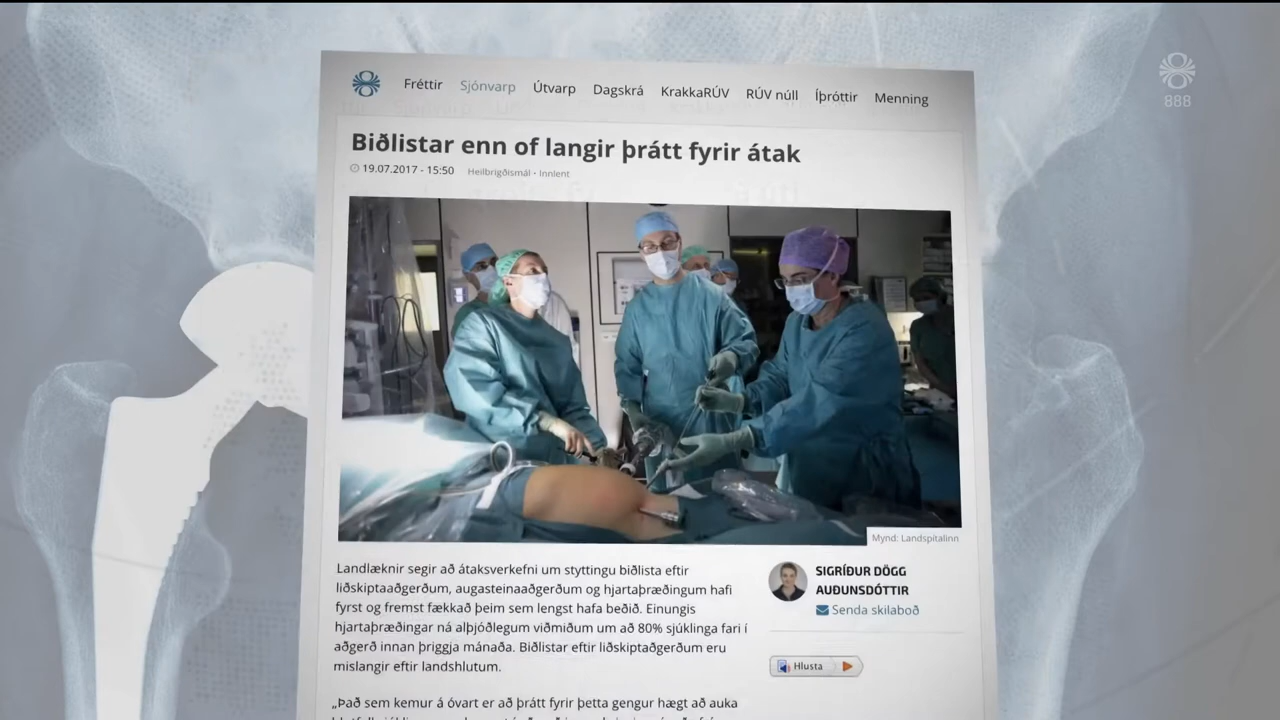 888
Fréttir Sjónvarp Útvarp Dagskrá KrakkaRÚV RÚV núll Íþróttir Menning
Biðlistar enn of langir þrátt fyrir átak
19.07.2017 - 15:50 Heilbrigðismál • Innlent
Mynd: Landspítalinn
Landlæknir segir að átaksverkefni um styttingu biðlista eftir
liðskiptaaðgerðum, augasteinaaðgerðum og hjartaþræðingum hafi
fyrst og fremst fækkað þeim sem lengst hafa beðið. Einungis
hjartaþræðingar ná alþjóðlegum viðmiðum um að 80% sjúklinga fari í
aðgerð innan þriggja mánaða. Biðlistar eftir liðskiptaðgerðum eru
mislangir eftir landshlutum.
„Það sem kemur á óvart er að þrátt fyrir þetta gengur hægt að auka
SIGRÍÐUR DÖGG
AUÐUNSDÓTTIR
Senda skilaboð
Hlusta